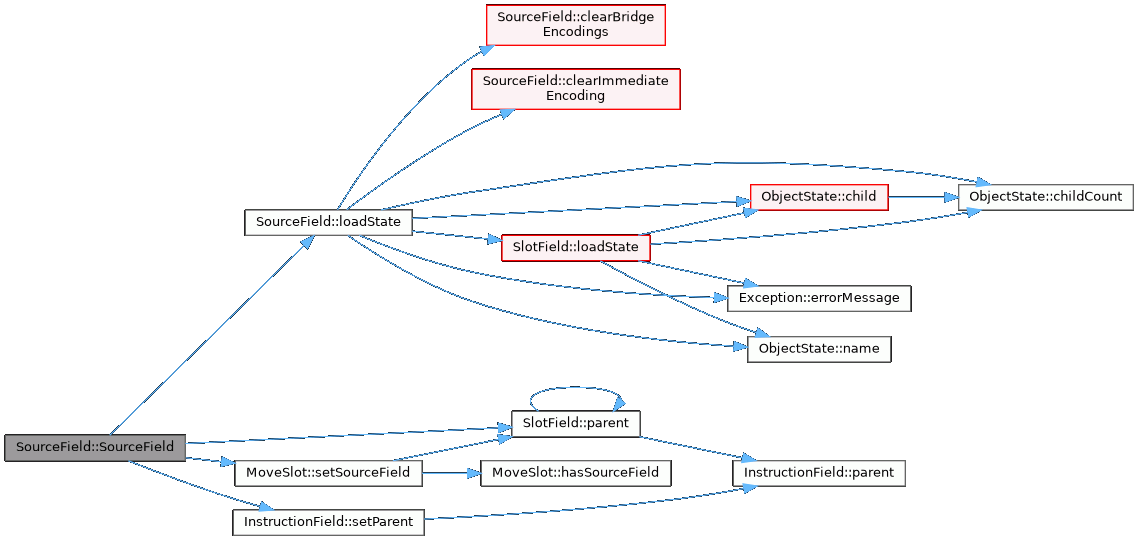 SourceField::clearBridge
Encodings
SourceField::clearImmediate
Encoding
ObjectState::child
ObjectState::childCount
SourceField::loadState
SlotField::loadState
Exception::errorMessage
ObjectState::name
SlotField::parent
SourceField::SourceField
MoveSlot::setSourceField
MoveSlot::hasSourceField
InstructionField::parent
InstructionField::setParent